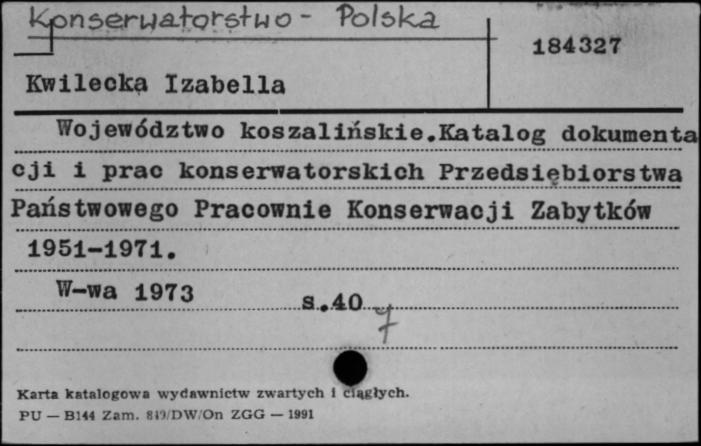 Konserwatorstwo - Polska
184327
Kwilecka Izabella
Województwo koszalińskie.Katalog dokumenta
cji i prac konserwatorskich Przedsiębiorstwa
Państwowego Pracownie Konserwacji Zabytków
1951-1971.
W-wa 1973 s.40
7
Karta katalogowa wydawnictw zwartych i ciągłych.
PU — B144 Zam. 819/DW/On ZGG — 1991